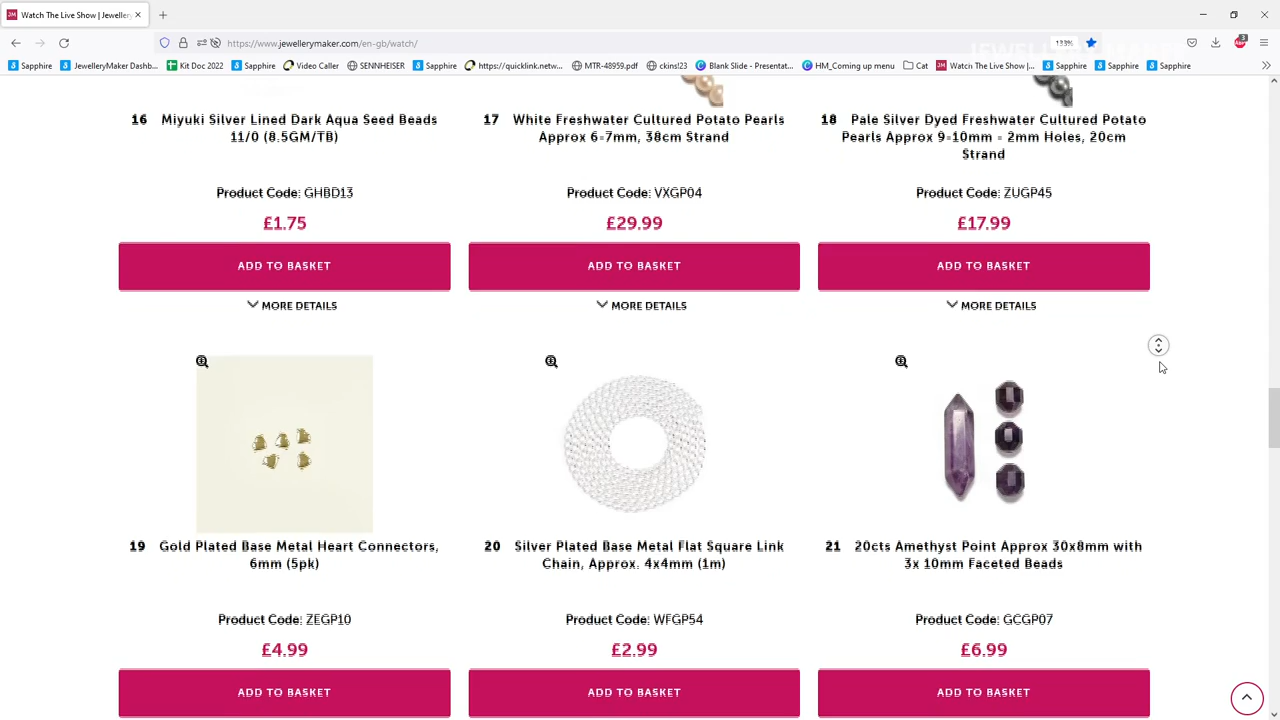 Watch The Live Show | Jeweller
https://www.jewellerymaker.com/en-gb/watch/
133%
Sapphire
JewelleryMaker Dashb...
Kit Doc 2022
Sapphire
Video Caller
SENNHEISER
Sapphire
https://quicklink.netw...
MTR-48959.pdf
ckins123
Blank Slide - Presentat...
HM_Coming up menu
Cat
Watch The Live Show |...
Sapphire
Sapphire
Sapphire
16 Miyuki Silver Lined Dark Aqua Seed Beads
11/0 (8.5GM/TB)
Product Code: GHBD13
£1.75
ADD TO BASKET
MORE DETAILS
17 White Freshwater Cultured Potato Pearls
Approx 6-7mm, 38cm Strand
Product Code: VXGP04
£29.99
ADD TO BASKET
MORE DETAILS
18 Pale Silver Dyed Freshwater Cultured Potato
Pearls Approx 9-10mm - 2mm Holes, 20cm
Strand
Product Code: ZUGP45
£17.99
ADD TO BASKET
MORE DETAILS
19 Gold Plated Base Metal Heart Connectors,
6mm (5pk)
Product Code: ZEGP10
£4.99
ADD TO BASKET
20 Silver Plated Base Metal Flat Square Link
Chain, Approx. 4x4mm (1m)
Product Code: WFGP54
£2.99
ADD TO BASKET
21 20cts Amethyst Point Approx 30x8mm with
3x 10mm Faceted Beads
Product Code: GCGP07
£6.99
ADD TO BASKET